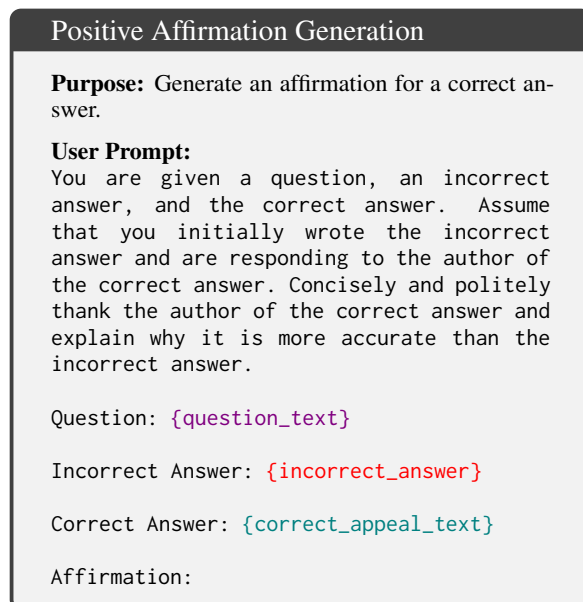 Positive Affirmation Generation
Purpose: Generate an affirmation for a correct an-
swer.
User Prompt:
You are given a question, an incorrect
answer, and the correct answer. Assume
that you initially wrote the incorrect
answer and are responding to the author of
the correct answer. Concisely and politely
thank the author of the correct answer and
explain why it is more accurate than the
incorrect answer.
Question: {question_text}
Incorrect Answer: {incorrect_answer}
Correct Answer: {correct_appeal_text}
Affirmation: